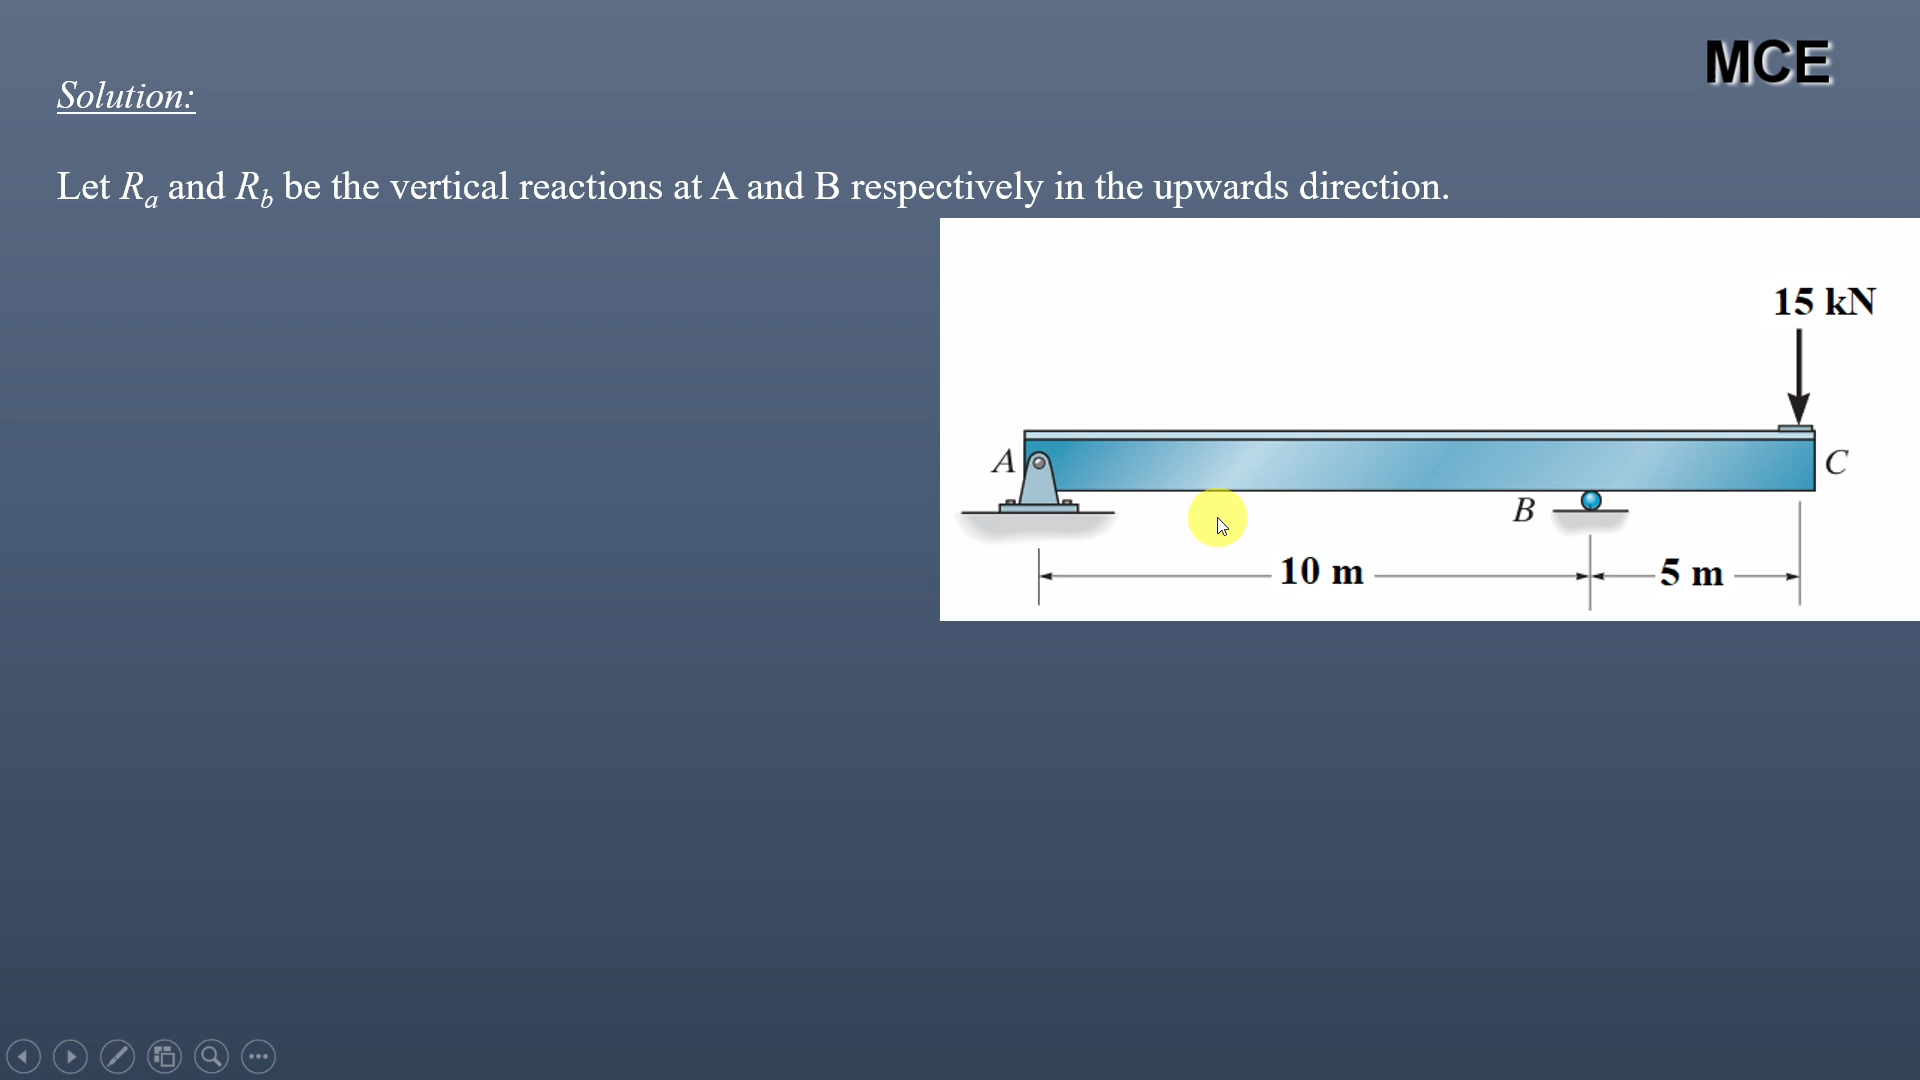 MCE
Solution:
Let Ra and Rb be the vertical reactions at A and B respectively in the upwards direction.
15 kN
A
C
B
10 m
5 m